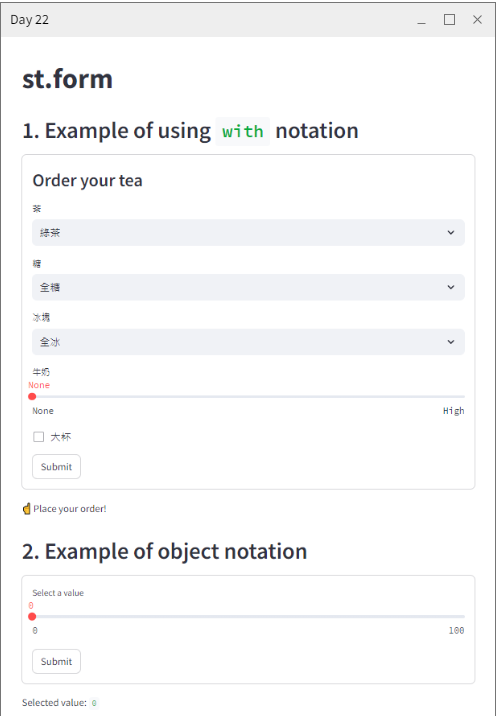 Day 22
st.form
1. Example of using with notation
Order your tea
茶
綠茶
糖
全糖
冰塊
全冰
牛奶
None
None High
大杯
Submit
☝Place your order!
2. Example of object notation
Select a value
0
0 100
Submit
Selected value: 0